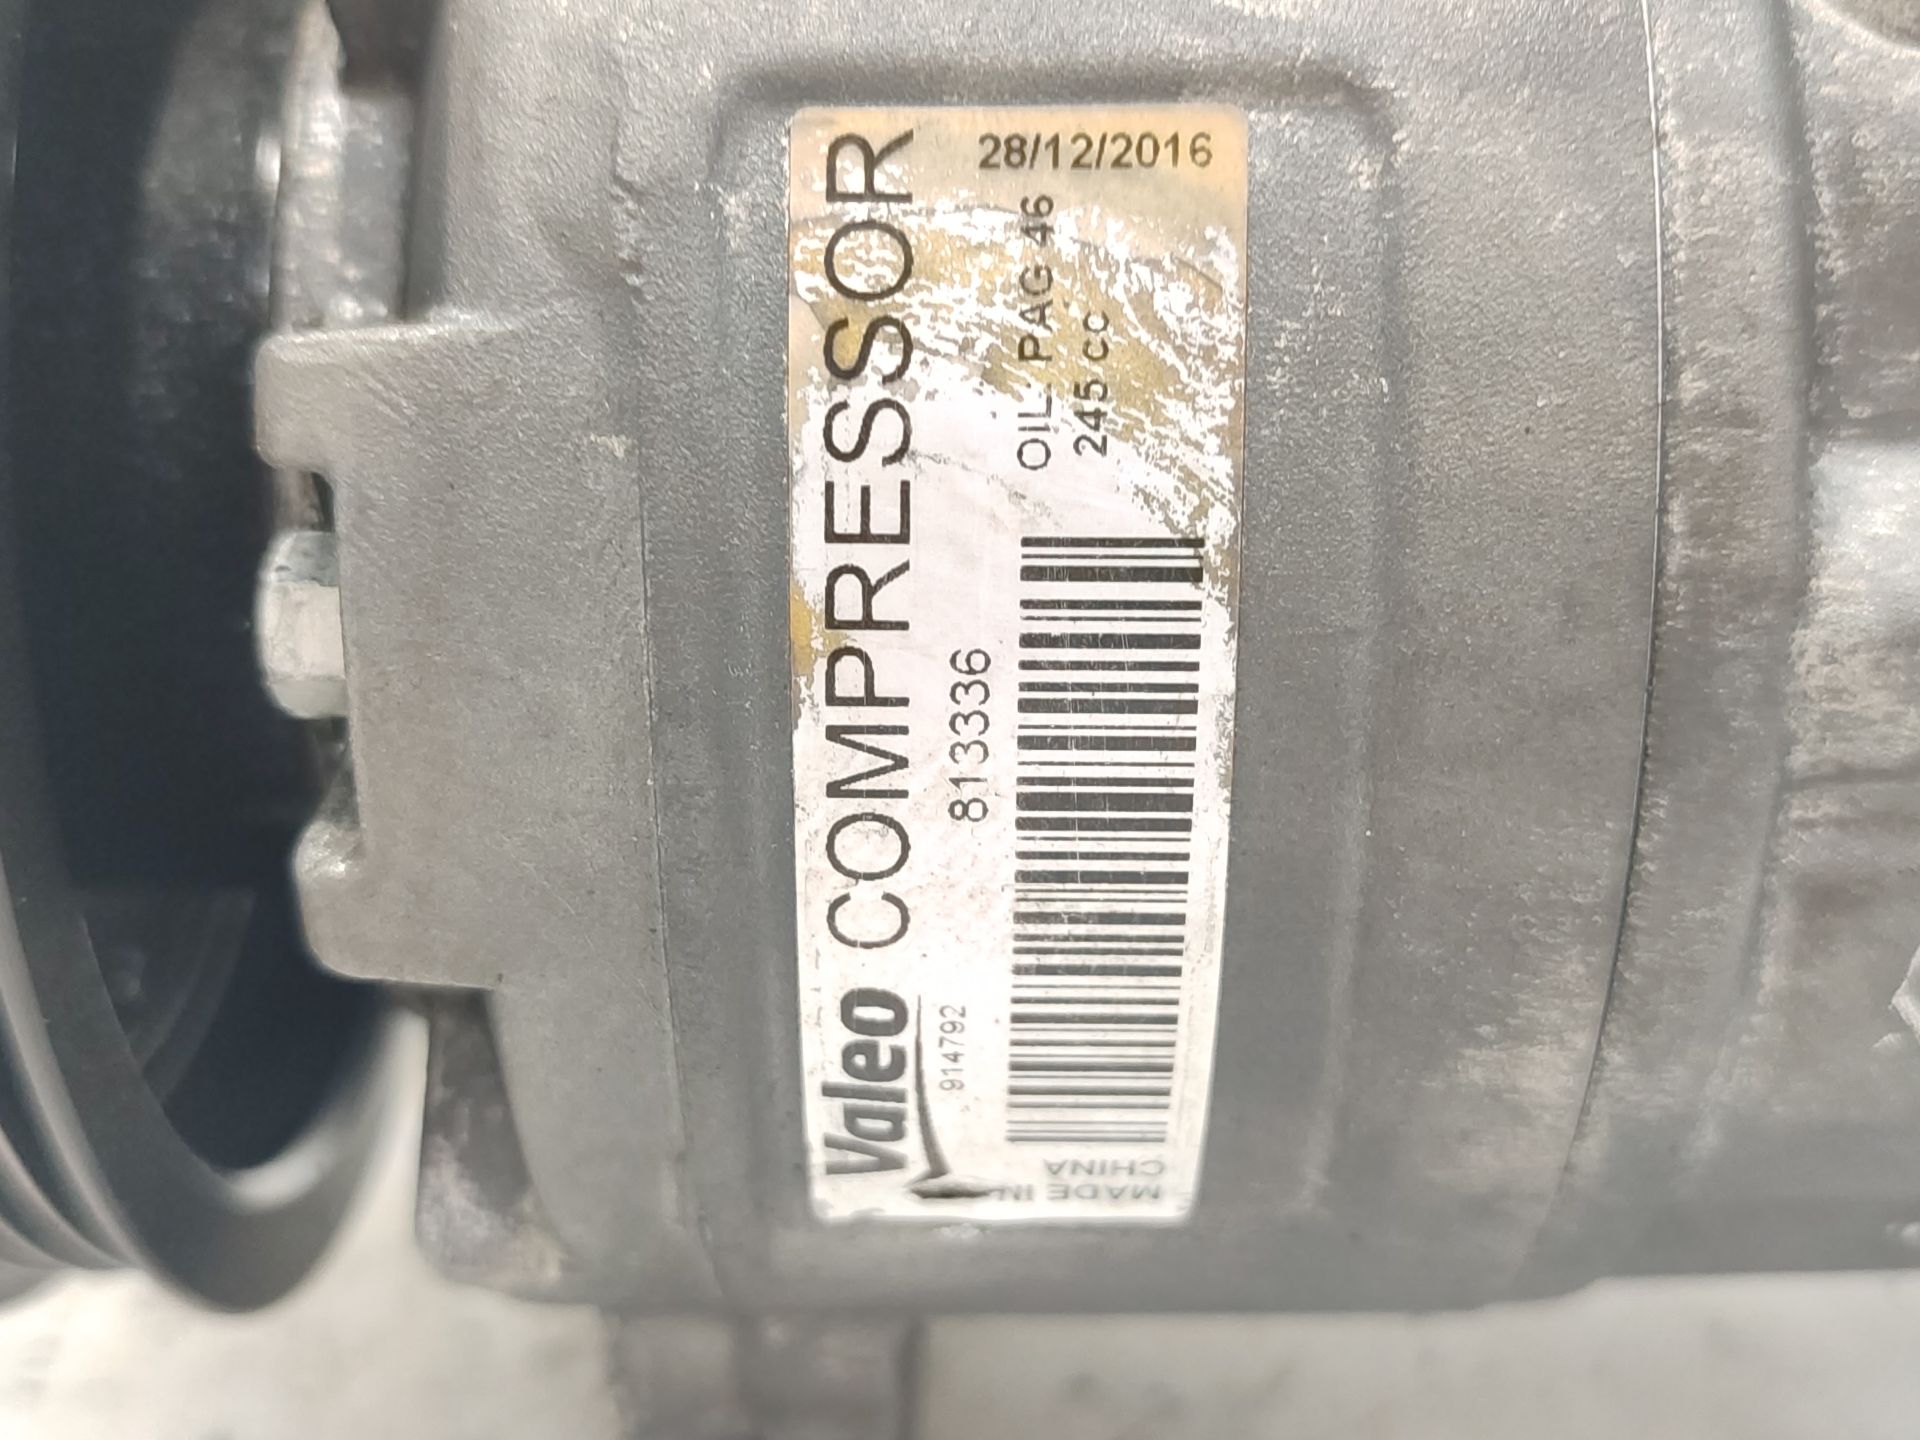 Valeo COMPRESSOR
28/12/2016
914792
813336
OIL PAG 46
245 cc
MADE IN
CHINA